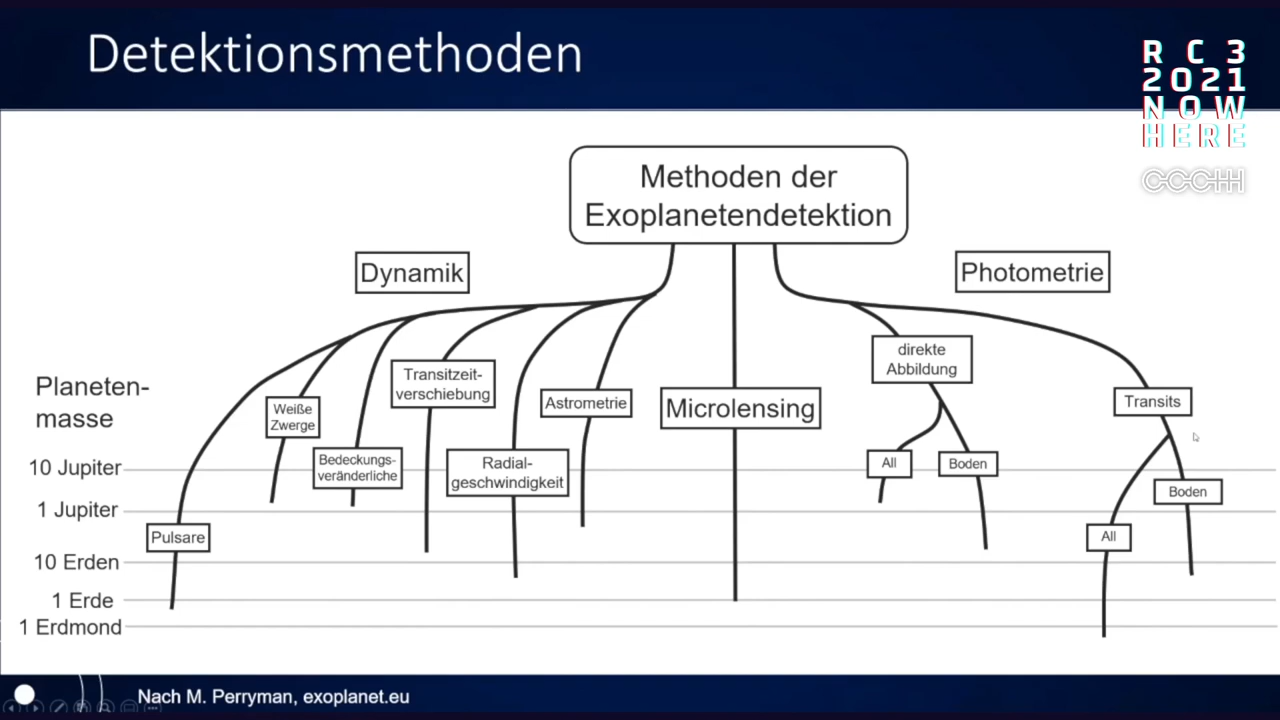 Detektionsmethoden
R C 3
2021
NOW
HERE
CCCHH
Methoden der
Exoplanetendetektion
Dynamik
Photometrie
direkte
Abbildung
Transitzeit-
verschiebung
Planeten-
masse
Weiße
Zwerge
Astrometrie
Microlensing
Transits
Bedeckungs-
veränderliche
Radial-
geschwindigkeit
All
Boden
10 Jupiter
Boden
1 Jupiter
Pulsare
All
10 Erden
1 Erde
1 Erdmond
Nach M. Perryman, exoplanet.eu